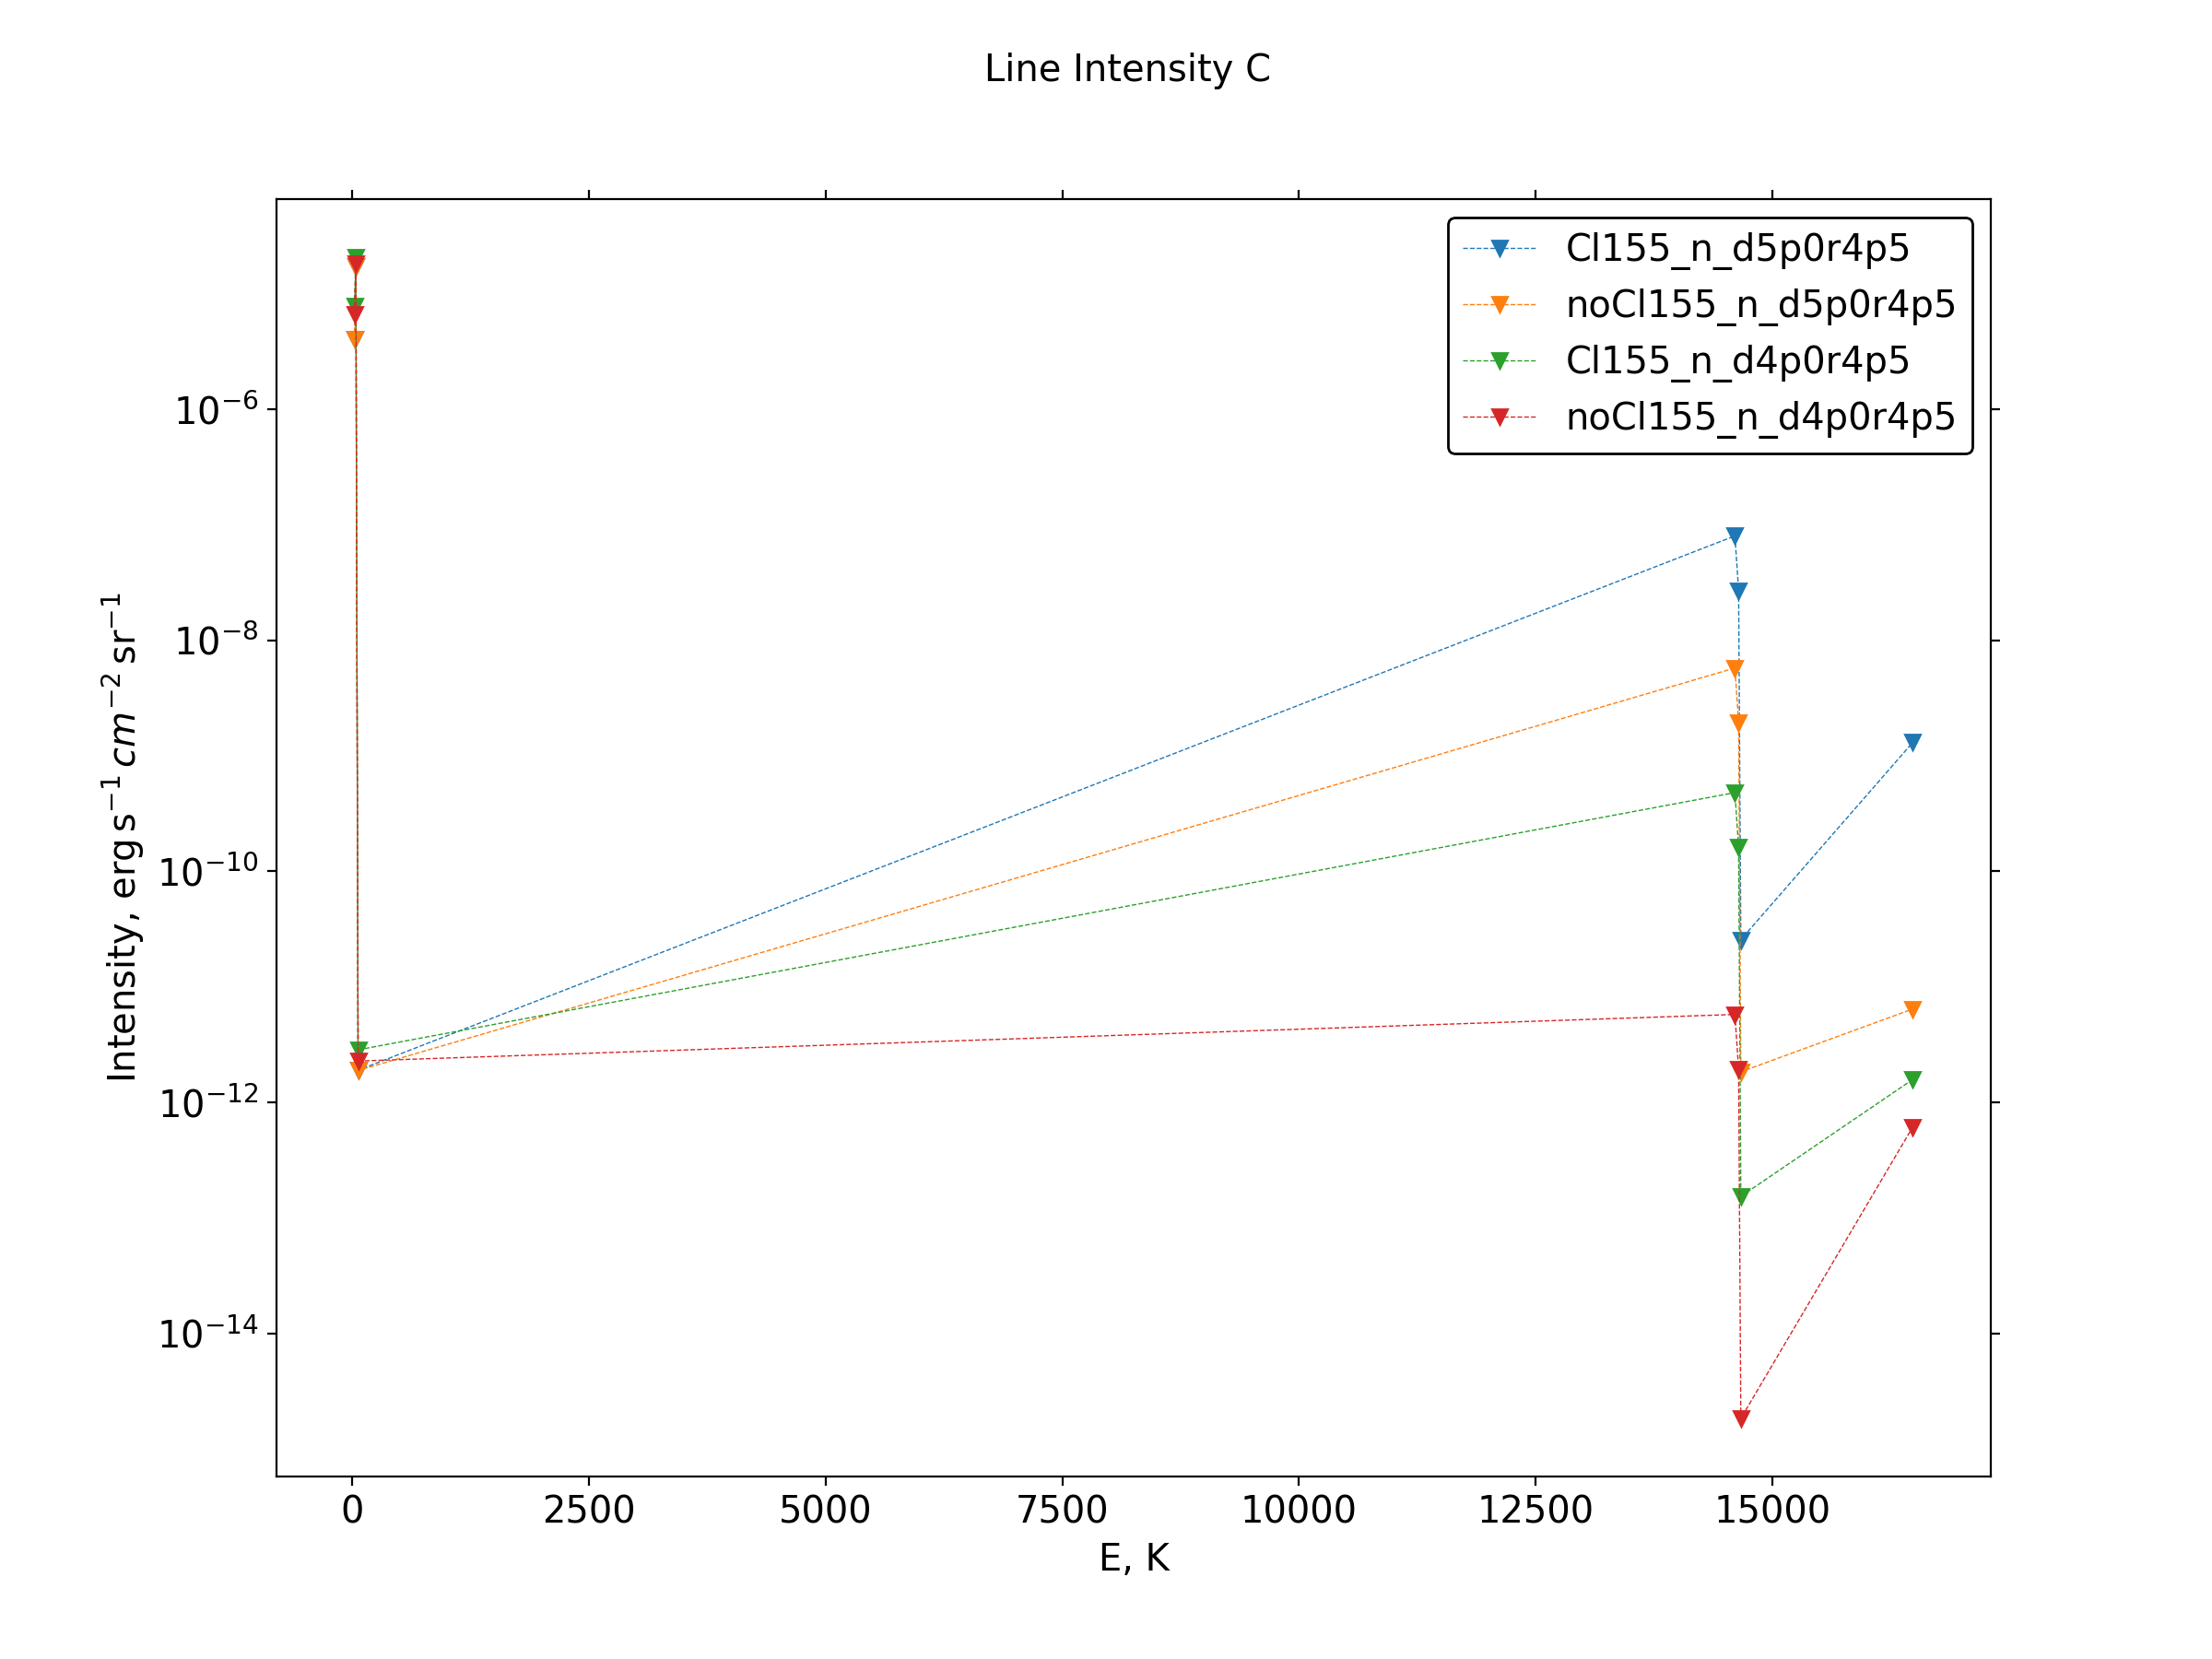 Line Intensity C
Cl155_n_d5p0r4p5
noCl155_n_d5p0r4p5
Cl155_n_d4p0r4p5
noCl155_n_d4p0r4p5
10⁻⁶
10⁻⁸
10⁻¹⁰
10⁻¹²
10⁻¹⁴
Intensity, erg s⁻¹ cm⁻² sr⁻¹
0 2500 5000 7500 10000 12500 15000
E, K